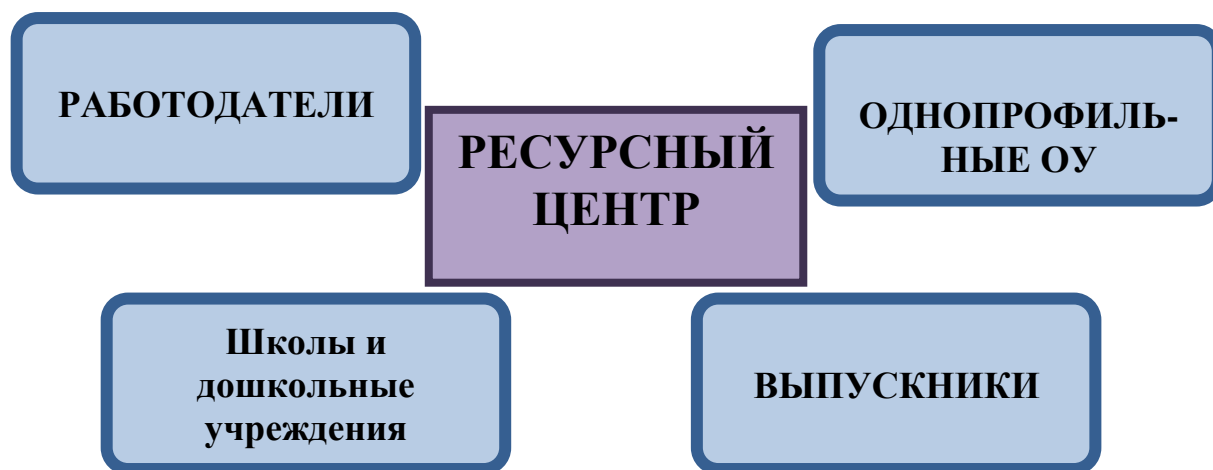 РАБОТОДАТЕЛИ
РЕСУРСНЫЙ
ЦЕНТР
ОДНОПРОФИЛЬ-
НЫЕ ОУ
Школы и
дошкольные
учреждения
ВЫПУСКНИКИ